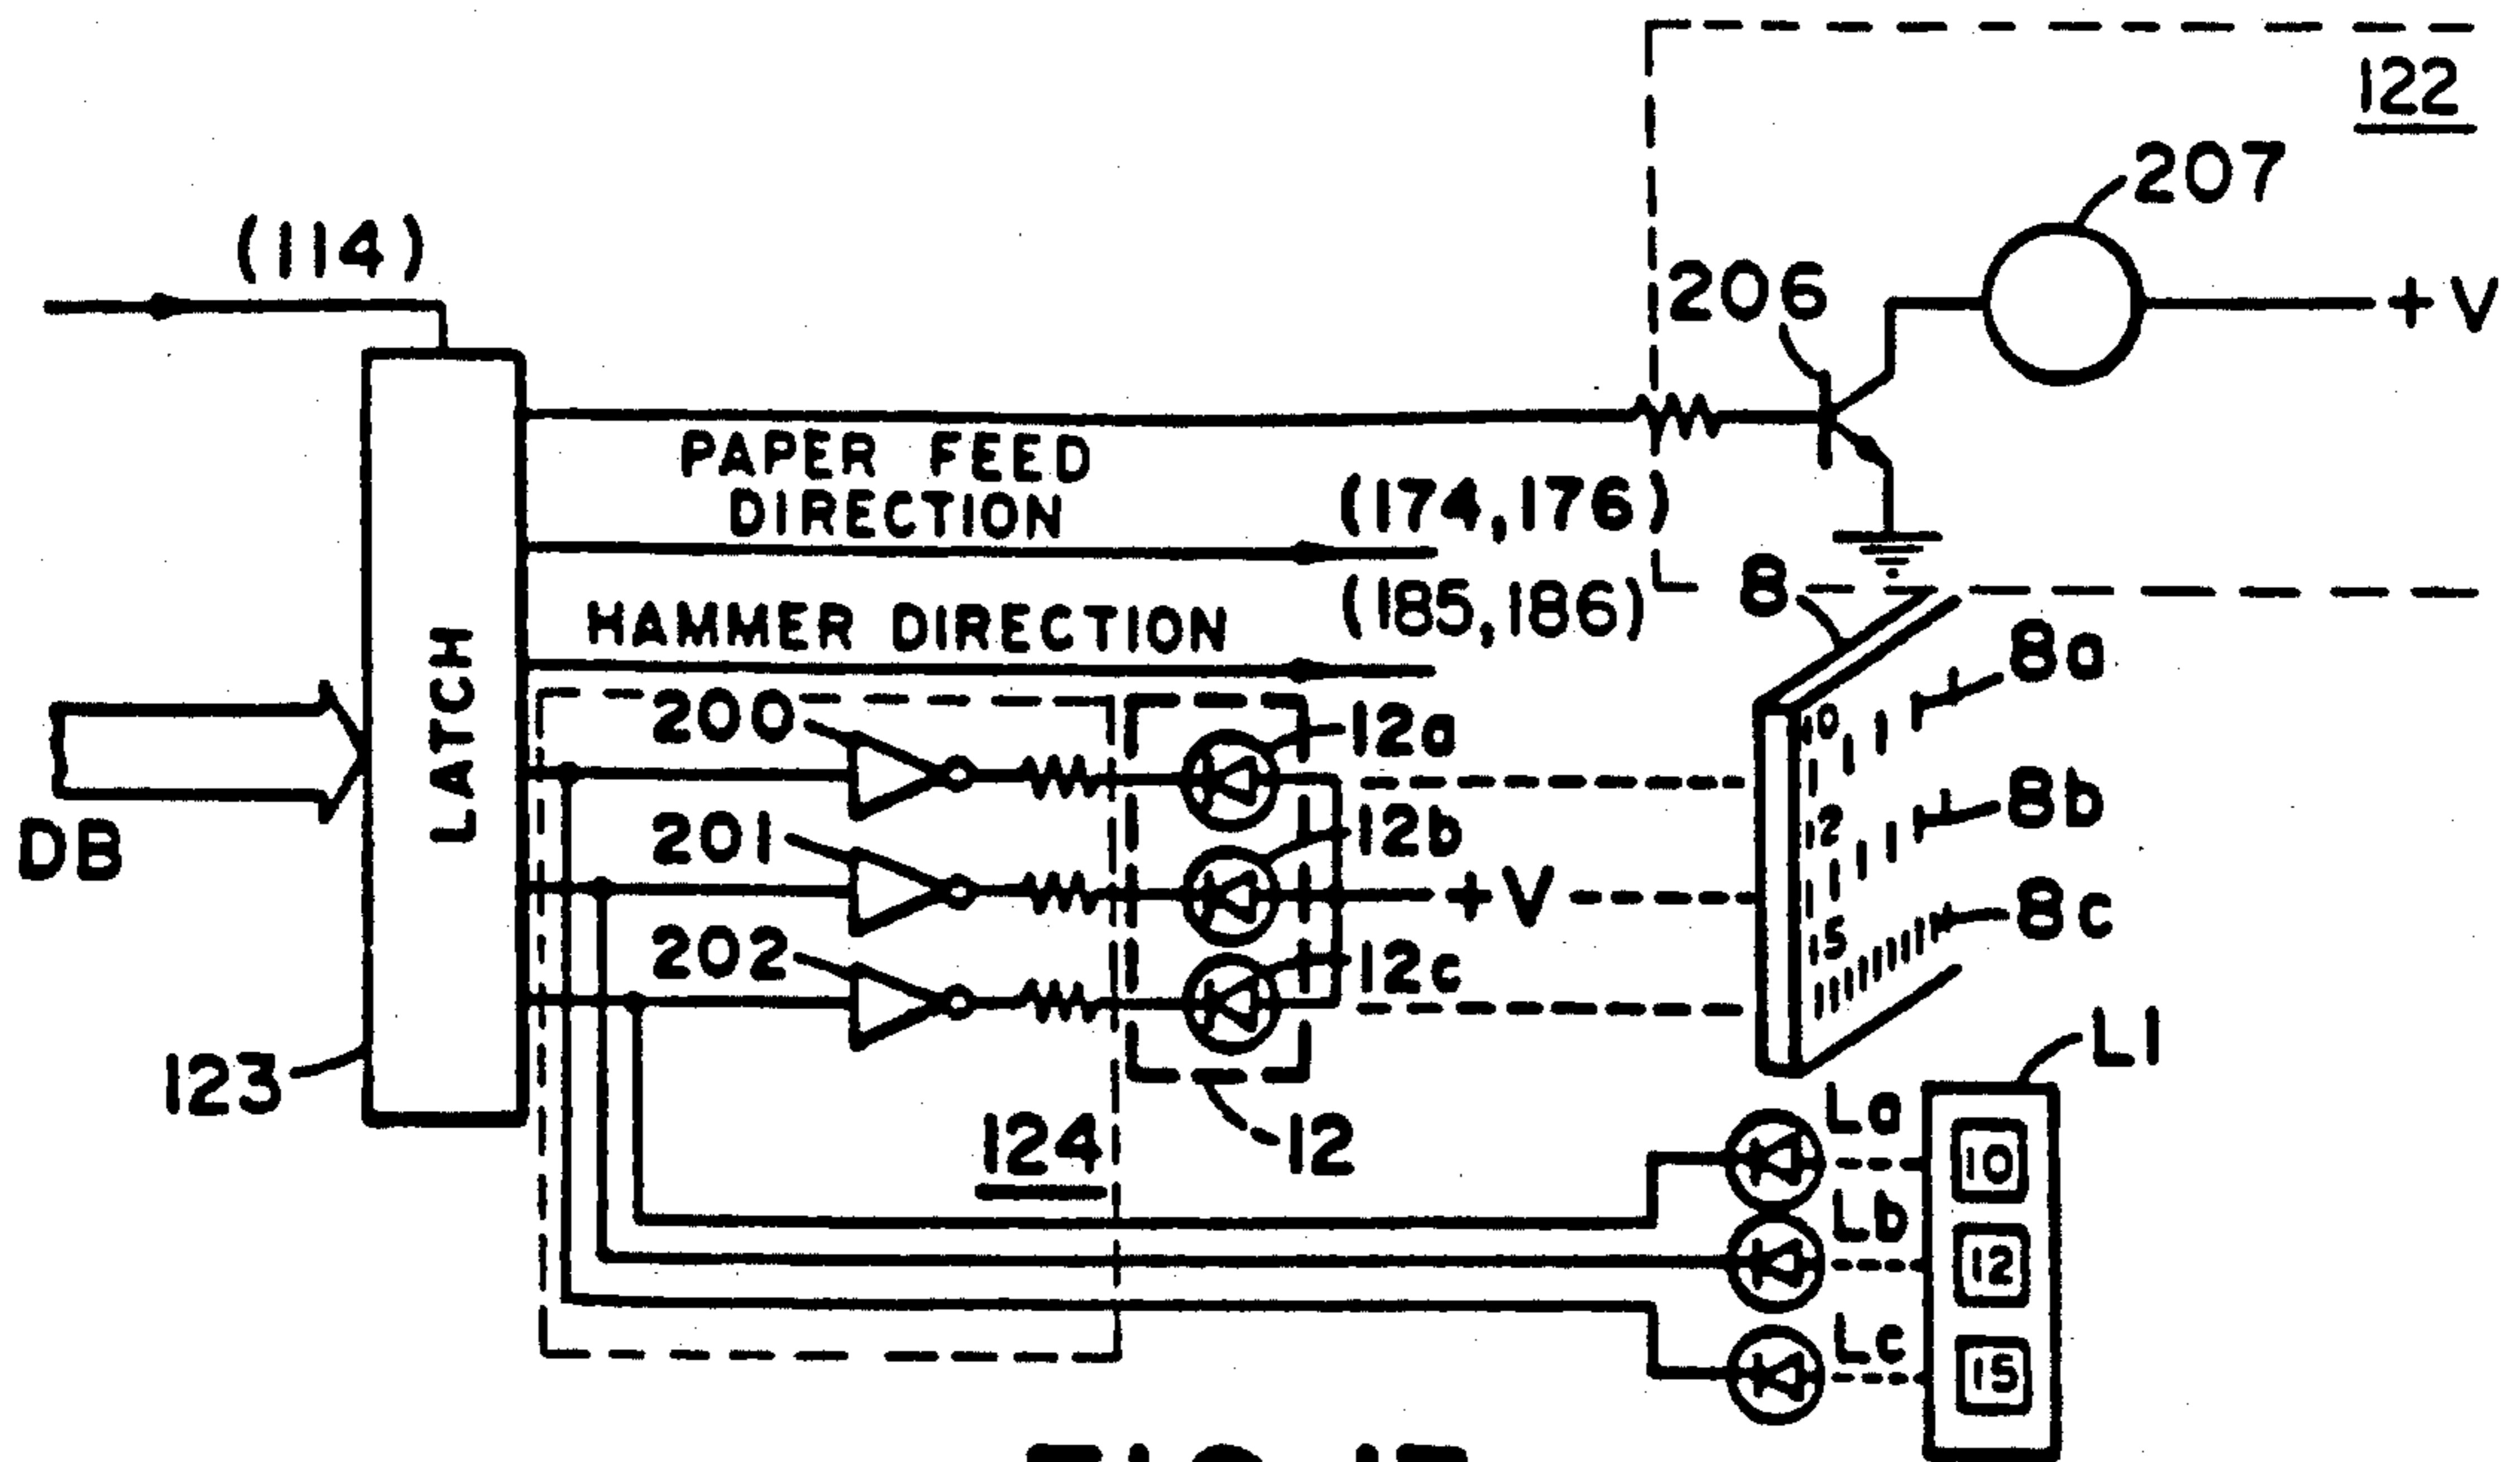 122
207
(114)
206
+V
PAPER FEED
DIRECTION
(174,176)
8
HAMMER DIRECTION
(185,186)
8a
LATCH
200
12a
10
8b
DB
201
12b
12
+V
8c
202
12c
15
L1
123
124
12
La
10
Lb
12
Lc
15